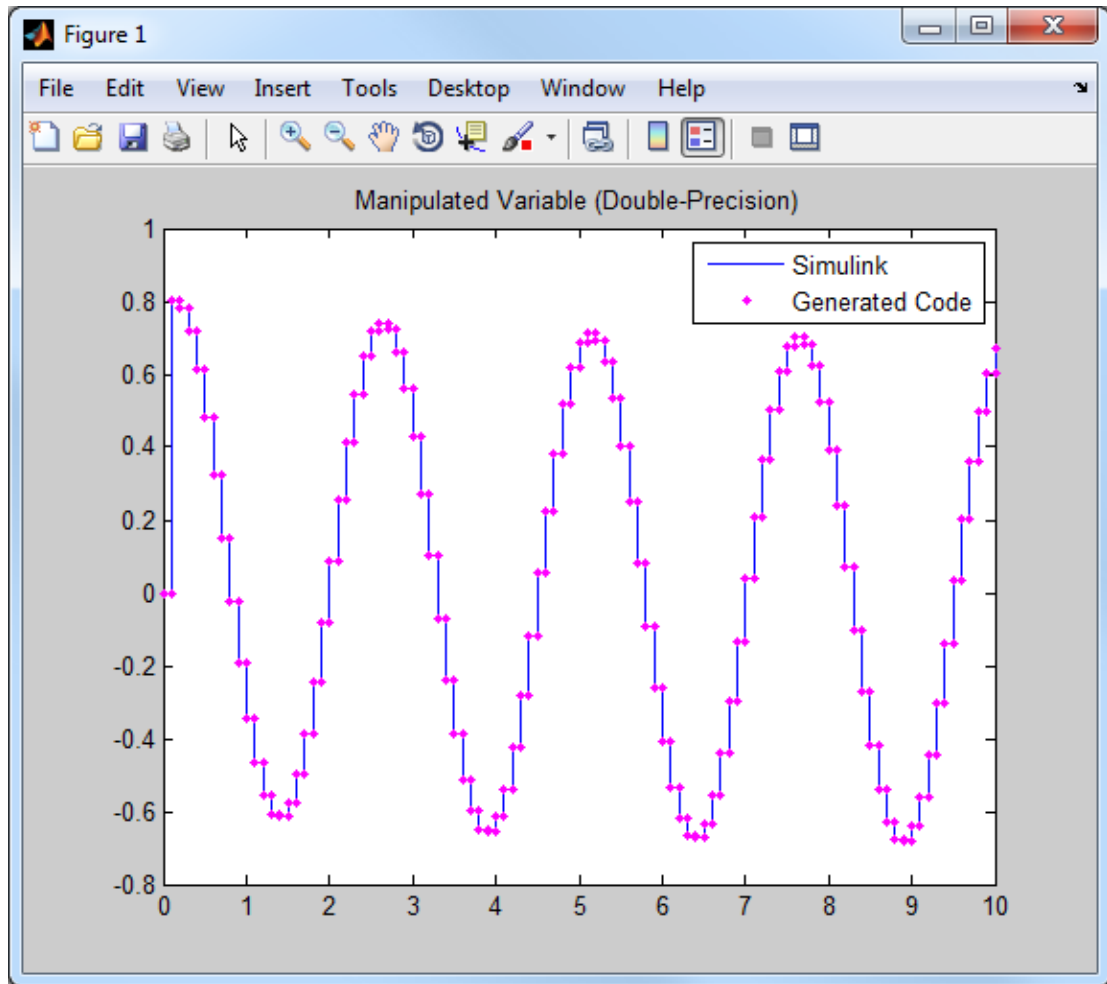 Figure 1
File Edit View Insert Tools Desktop Window Help
Manipulated Variable (Double-Precision)
Simulink
Generated Code
1
0.8
0.6
0.4
0.2
0
-0.2
-0.4
-0.6
-0.8
0 1 2 3 4 5 6 7 8 9 10